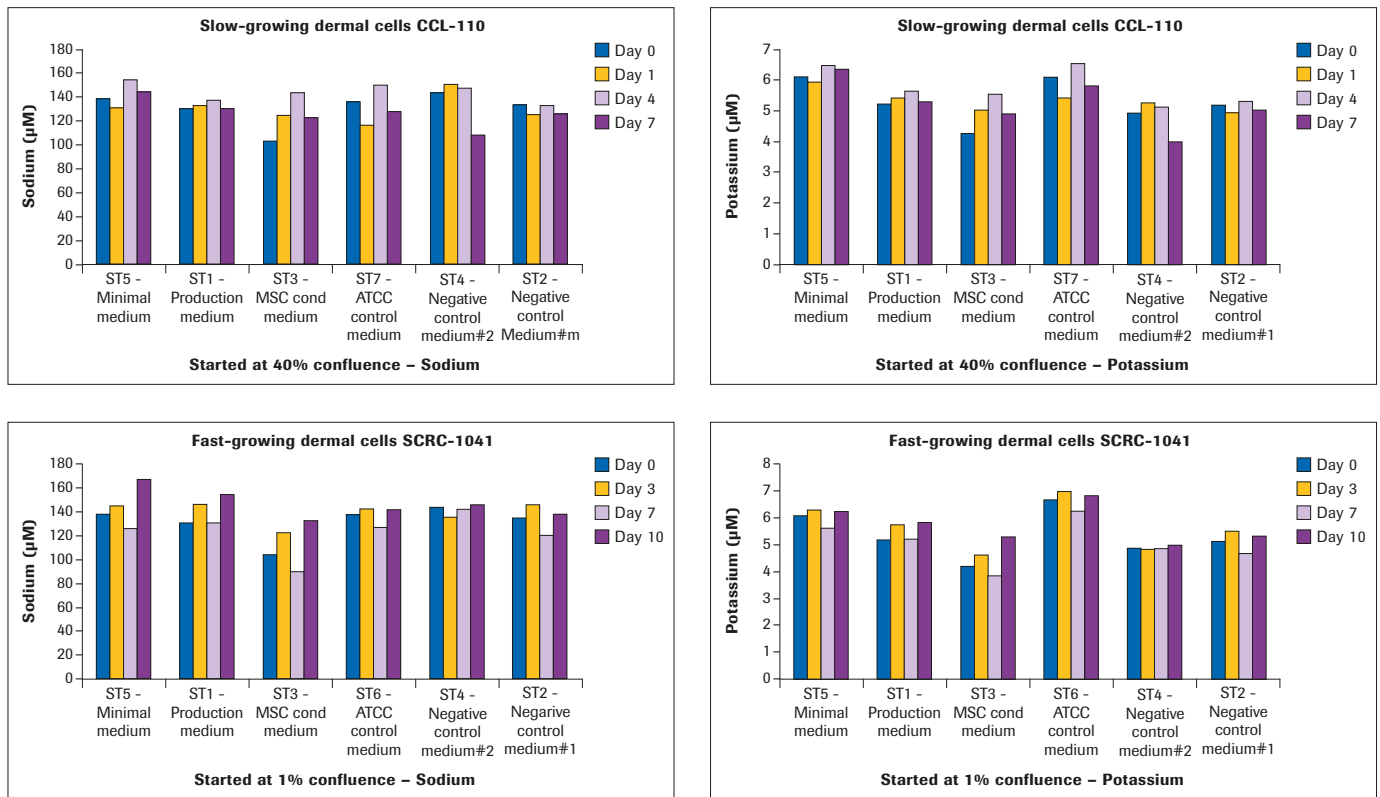 Slow-growing dermal cells CCL-110
Sodium (µM)
180
160
140
120
100
80
60
40
20
0
Day 0
Day 1
Day 4
Day 7
ST5 - Minimal medium
ST1 - Production medium
ST3 - MSC cond medium
ST7 - ATCC control medium
ST4 - Negative control medium#2
ST2 - Negative control Medium#m
Started at 40% confluence – Sodium
Slow-growing dermal cells CCL-110
Potassium (µM)
7
6
5
4
3
2
1
0
Day 0
Day 1
Day 4
Day 7
ST5 - Minimal medium
ST1 - Production medium
ST3 - MSC cond medium
ST7 - ATCC control medium
ST4 - Negative control medium#2
ST2 - Negative control medium#1
Started at 40% confluence – Potassium
Fast-growing dermal cells SCRC-1041
Sodium (µM)
180
160
140
120
100
80
60
40
20
0
Day 0
Day 3
Day 7
Day 10
ST5 - Minimal medium
ST1 - Production medium
ST3 - MSC cond medium
ST6 - ATCC control medium
ST4 - Negative control medium#2
ST2 - Negarive control medium#1
Started at 1% confluence – Sodium
Fast-growing dermal cells SCRC-1041
Potassium (µM)
8
7
6
5
4
3
2
1
0
Day 0
Day 3
Day 7
Day 10
ST5 - Minimal medium
ST1 - Production medium
ST3 - MSC cond medium
ST6 - ATCC control medium
ST4 - Negative control medium#2
ST2 - Negative control medium#1
Started at 1% confluence – Potassium